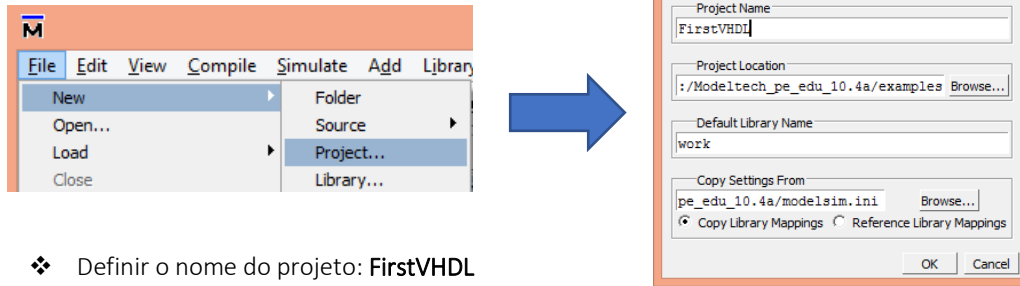 M
File Edit View Compile Simulate Add Library
New
Folder
Open...
Source
Load
Project...
Close
Library...
Definir o nome do projeto: FirstVHDL
Project Name
FirstVHDL
Project Location
:/Modeltech_pe_edu_10.4a/examples Browse...
Default Library Name
work
Copy Settings From
pe_edu_10.4a/modelsim.ini Browse...
Copy Library Mappings Reference Library Mappings
OK Cancel